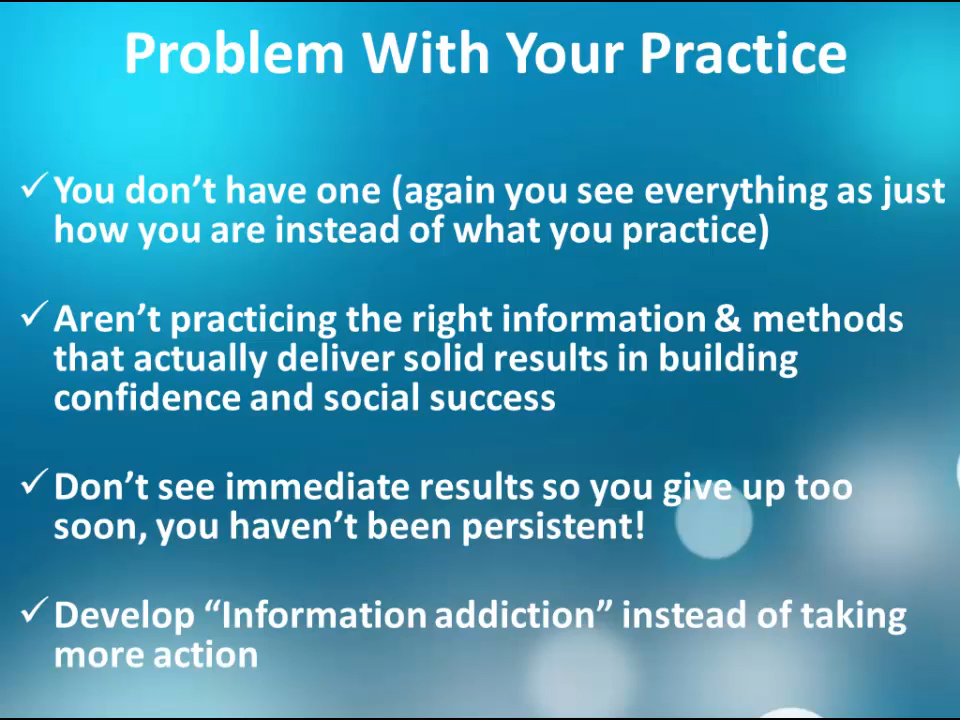 Problem With Your Practice
✓ You don’t have one (again you see everything as just
how you are instead of what you practice)
✓ Aren’t practicing the right information & methods
that actually deliver solid results in building
confidence and social success
✓ Don’t see immediate results so you give up too
soon, you haven’t been persistent!
✓ Develop “Information addiction” instead of taking
more action